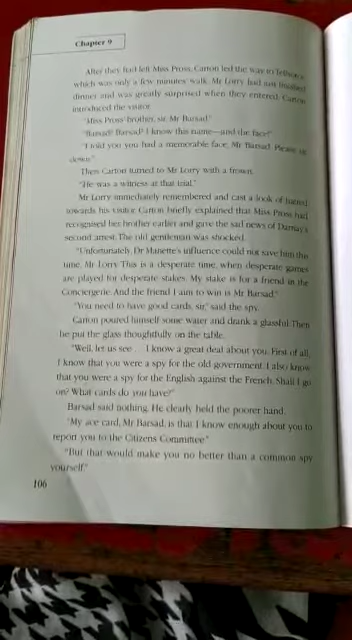 Chapter 9
After they had left Miss Pross, Carton led the way to Tellson's,
which was only a few minutes' walk. Mr Lorry had just finished
dinner and was greatly surprised when they entered. Carton
introduced the visitor.
"Miss Pross' brother, sir. Mr Barsad."
"Barsad? Barsad? I know this name—and the face?"
"I told you you had a memorable face, Mr Barsad. Please sit
down."
Then Carton turned to Mr Lorry with a frown.
"He was a witness at that trial."
Mr Lorry immediately remembered and cast a look of hatred
towards his visitor. Carton briefly explained that Miss Pross had
recognised her brother earlier and gave the sad news of Darnay's
second arrest. The old gentleman was shocked.
"Unfortunately, Dr Manette's influence could not save him this
time, Mr Lorry. This is a desperate time, when desperate games
are played for desperate stakes. My stake is for a friend in the
Conciergerie. And the friend I aim to win is Mr Barsad."
"You need to have good cards, sir," said the spy.
Carton poured himself some water and drank a glassful. Then
he put the glass thoughtfully on the table.
"Well, let us see . . . I know a great deal about you. First of all,
I know that you were a spy for the old government. I also know
that you were a spy for the English against the French. Shall I go
on? What cards do you have?"
Barsad said nothing. He clearly held the poorer hand.
"My ace card, Mr Barsad, is that I know enough about you to
report you to the Citizens Committee."
"But that would make you no better than a common spy
yourself."
106